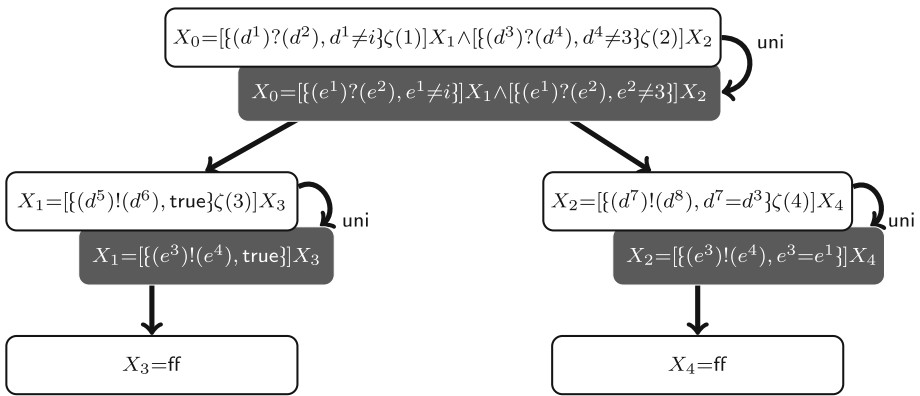 X₀=[{(d¹)?(d²), d¹≠i}ζ(1)]X₁∧[{(d³)?(d⁴), d⁴≠3}ζ(2)]X₂
uni
X₀=[{(e¹)?(e²), e¹≠i}]X₁∧[{(e¹)?(e²), e²≠3}]X₂
X₁=[{(d⁵)!(d⁶), true}ζ(3)]X₃
uni
X₁=[{(e³)!(e⁴), true}]X₃
X₂=[{(d⁷)!(d⁸), d⁷=d³}ζ(4)]X₄
uni
X₂=[{(e³)!(e⁴), e³=e¹}]X₄
X₃=ff
X₄=ff